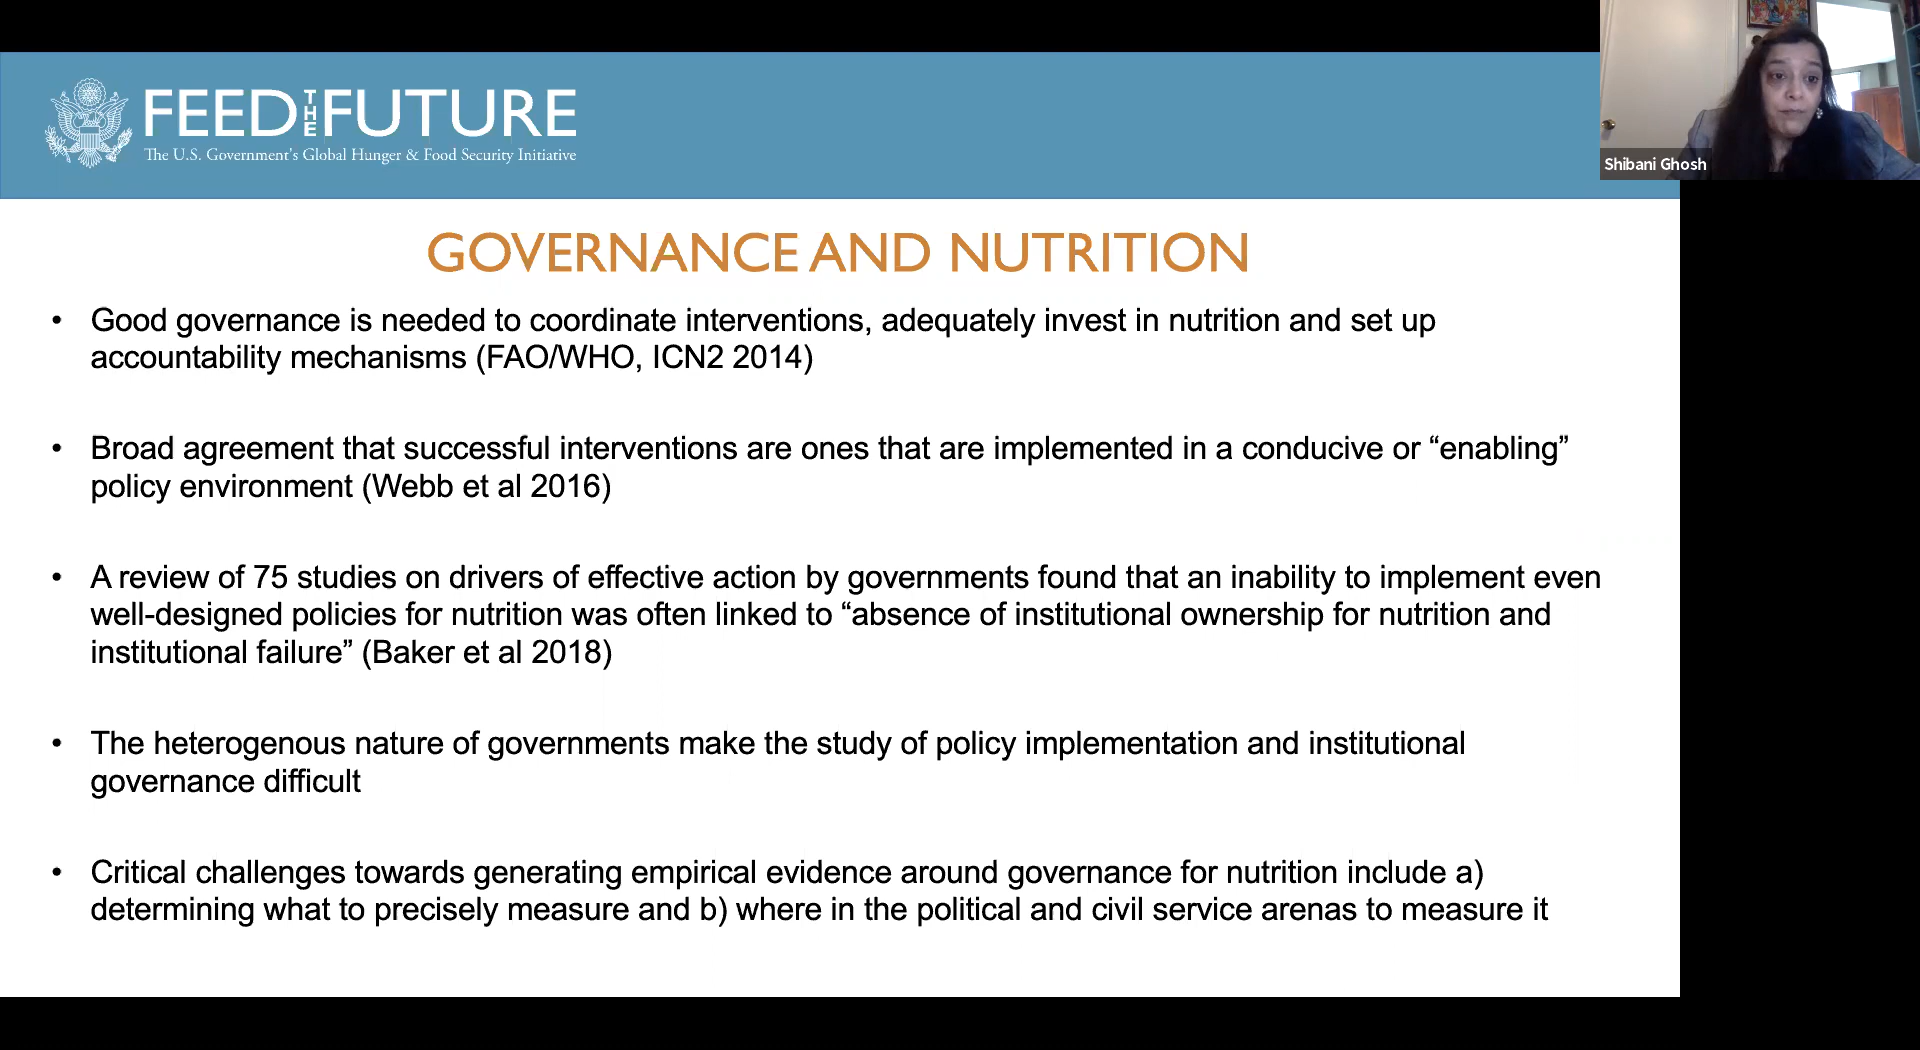 FEED THE FUTURE
The U.S. Government's Global Hunger & Food Security Initiative
Shibani Ghosh
GOVERNANCE AND NUTRITION
• Good governance is needed to coordinate interventions, adequately invest in nutrition and set up
accountability mechanisms (FAO/WHO, ICN2 2014)
• Broad agreement that successful interventions are ones that are implemented in a conducive or “enabling”
policy environment (Webb et al 2016)
• A review of 75 studies on drivers of effective action by governments found that an inability to implement even
well-designed policies for nutrition was often linked to “absence of institutional ownership for nutrition and
institutional failure” (Baker et al 2018)
• The heterogenous nature of governments make the study of policy implementation and institutional
governance difficult
• Critical challenges towards generating empirical evidence around governance for nutrition include a)
determining what to precisely measure and b) where in the political and civil service arenas to measure it